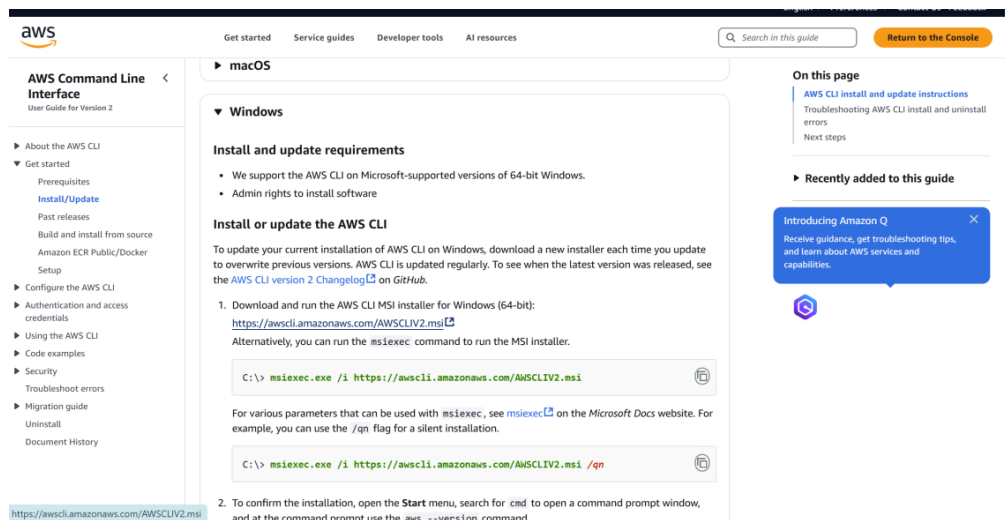 aws
Get started
Service guides
Developer tools
AI resources
Search in this guide
Return to the Console
AWS Command Line
Interface
User Guide for Version 2
About the AWS CLI
Get started
Prerequisites
Install/Update
Past releases
Build and install from source
Amazon ECR Public/Docker
Setup
Configure the AWS CLI
Authentication and access
credentials
Using the AWS CLI
Code examples
Security
Troubleshoot errors
Migration guide
Uninstall
Document History
macOS
Windows
Install and update requirements
• We support the AWS CLI on Microsoft-supported versions of 64-bit Windows.
• Admin rights to install software
Install or update the AWS CLI
To update your current installation of AWS CLI on Windows, download a new installer each time you update
to overwrite previous versions. AWS CLI is updated regularly. To see when the latest version was released, see
the AWS CLI version 2 Changelog on GitHub.
1. Download and run the AWS CLI MSI installer for Windows (64-bit):
https://awscli.amazonaws.com/AWSCLIV2.msi
Alternatively, you can run the msiexec command to run the MSI installer.
C:\> msiexec.exe /i https://awscli.amazonaws.com/AWSCLIV2.msi
For various parameters that can be used with msiexec, see msiexec on the Microsoft Docs website. For
example, you can use the /qn flag for a silent installation.
C:\> msiexec.exe /i https://awscli.amazonaws.com/AWSCLIV2.msi /qn
2. To confirm the installation, open the Start menu, search for cmd to open a command prompt window,
and at the command prompt use the aws --version command.
On this page
AWS CLI install and update instructions
Troubleshooting AWS CLI install and uninstall
errors
Next steps
Recently added to this guide
Introducing Amazon Q
Receive guidance, get troubleshooting tips,
and learn about AWS services and
capabilities.
https://awscli.amazonaws.com/AWSCLIV2.msi